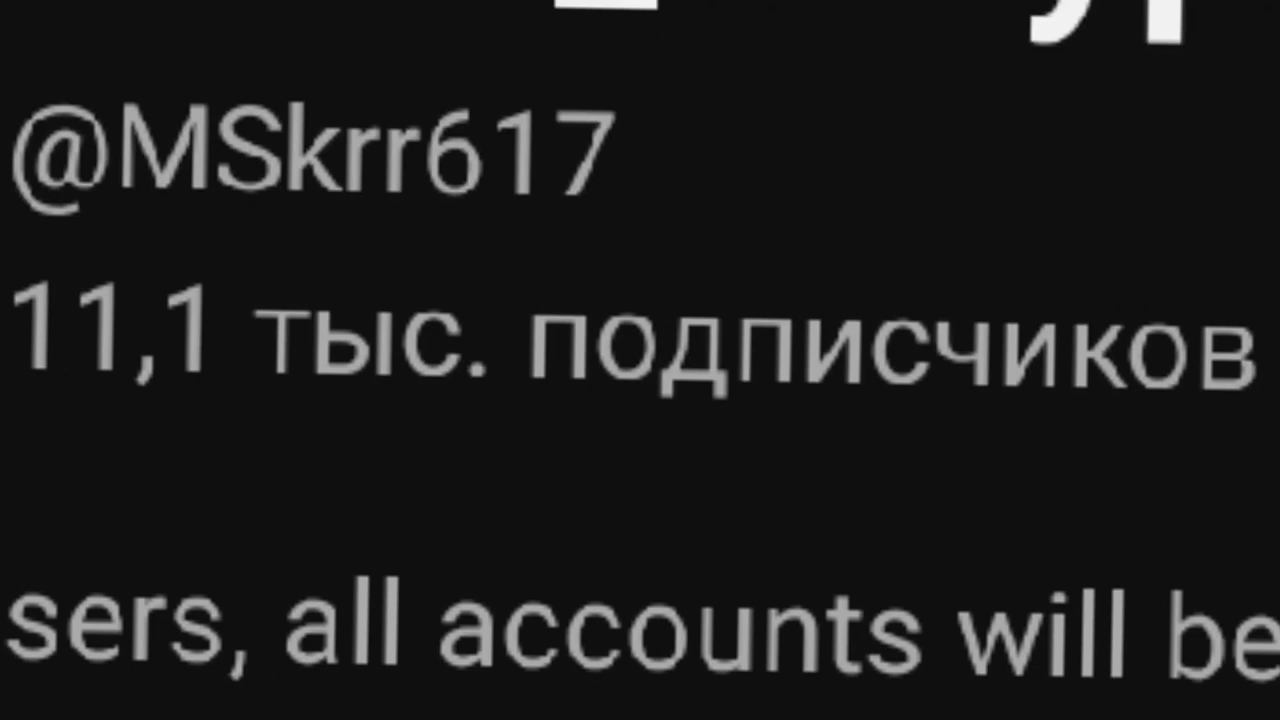 @MSkrr617
11,1 тыс. подписчиков
sers, all accounts will be